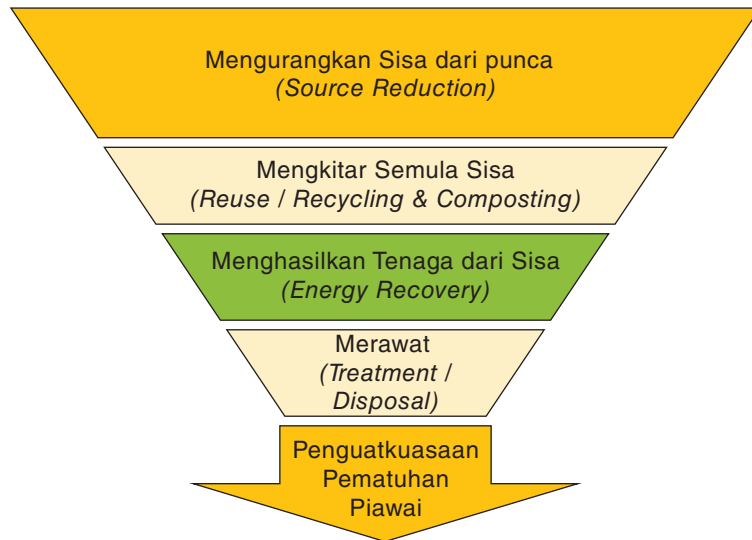 Mengurangkan Sisa dari punca
(Source Reduction)
Mengkitar Semula Sisa
(Reuse / Recycling & Composting)
Menghasilkan Tenaga dari Sisa
(Energy Recovery)
Merawat
(Treatment /
Disposal)
Penguatkuasaan
Pematuhan
Piawai